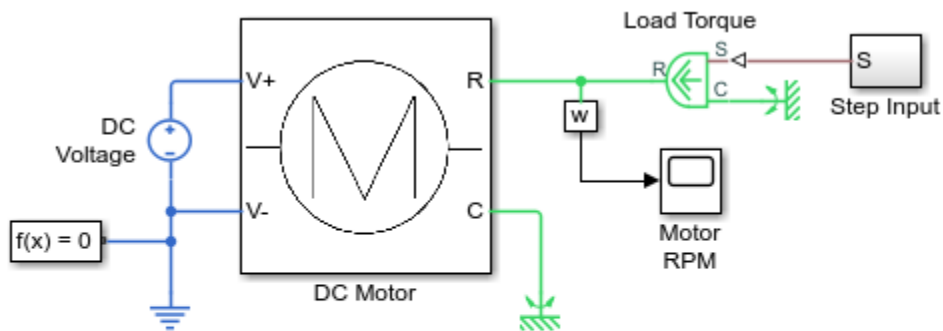 Load Torque
S
R
C
S
Step Input
V+
R
w
DC
Voltage
V-
C
Motor
RPM
f(x) = 0
DC Motor